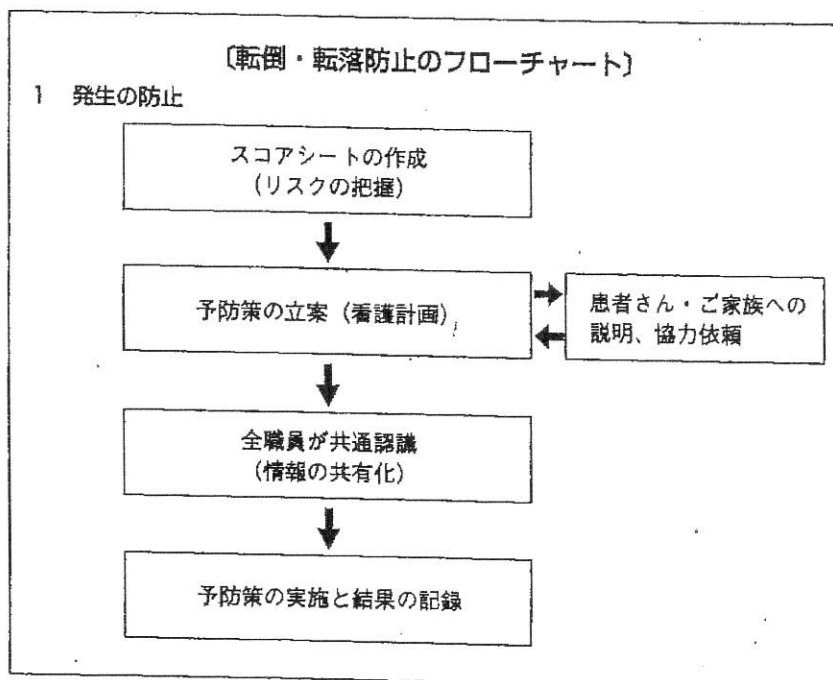 〔転倒・転落防止のフローチャート〕
1 発生の防止
スコアシートの作成
(リスクの把握)
予防策の立案(看護計画)
患者さん・ご家族への
説明、協力依頼
全職員が共通認識
(情報の共有化)
予防策の実施と結果の記録